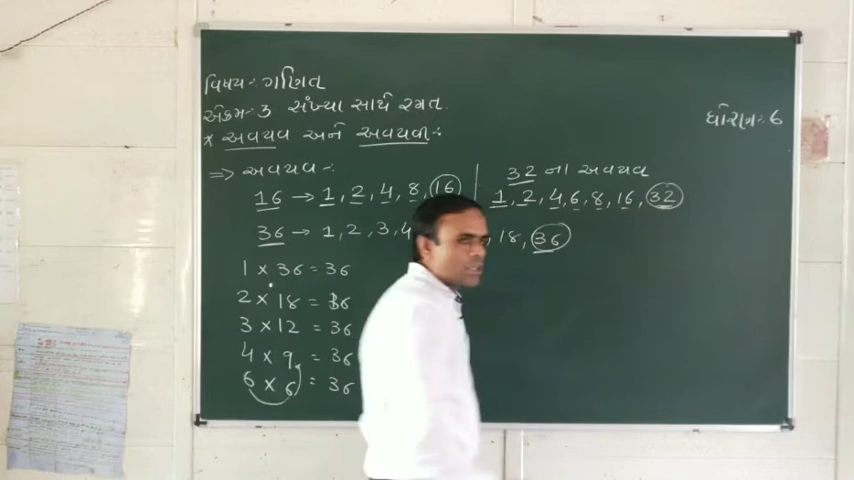 વિષય:- ગણિત
એકમ:- 3 સંખ્યા સાથે રમત.
ધોરણ:- 6
* અવયવ અને અવયવી:-
⇒ અવયવ:-
16 → 1, 2, 4, 8, 16
36 → 1, 2, 3, 4 , 18, 36
1 × 36 = 36
2 × 18 = 36
3 × 12 = 36
4 × 9 = 36
6 × 6 = 36
32 ના અવયવ
1, 2, 4, 6, 8, 16, 32